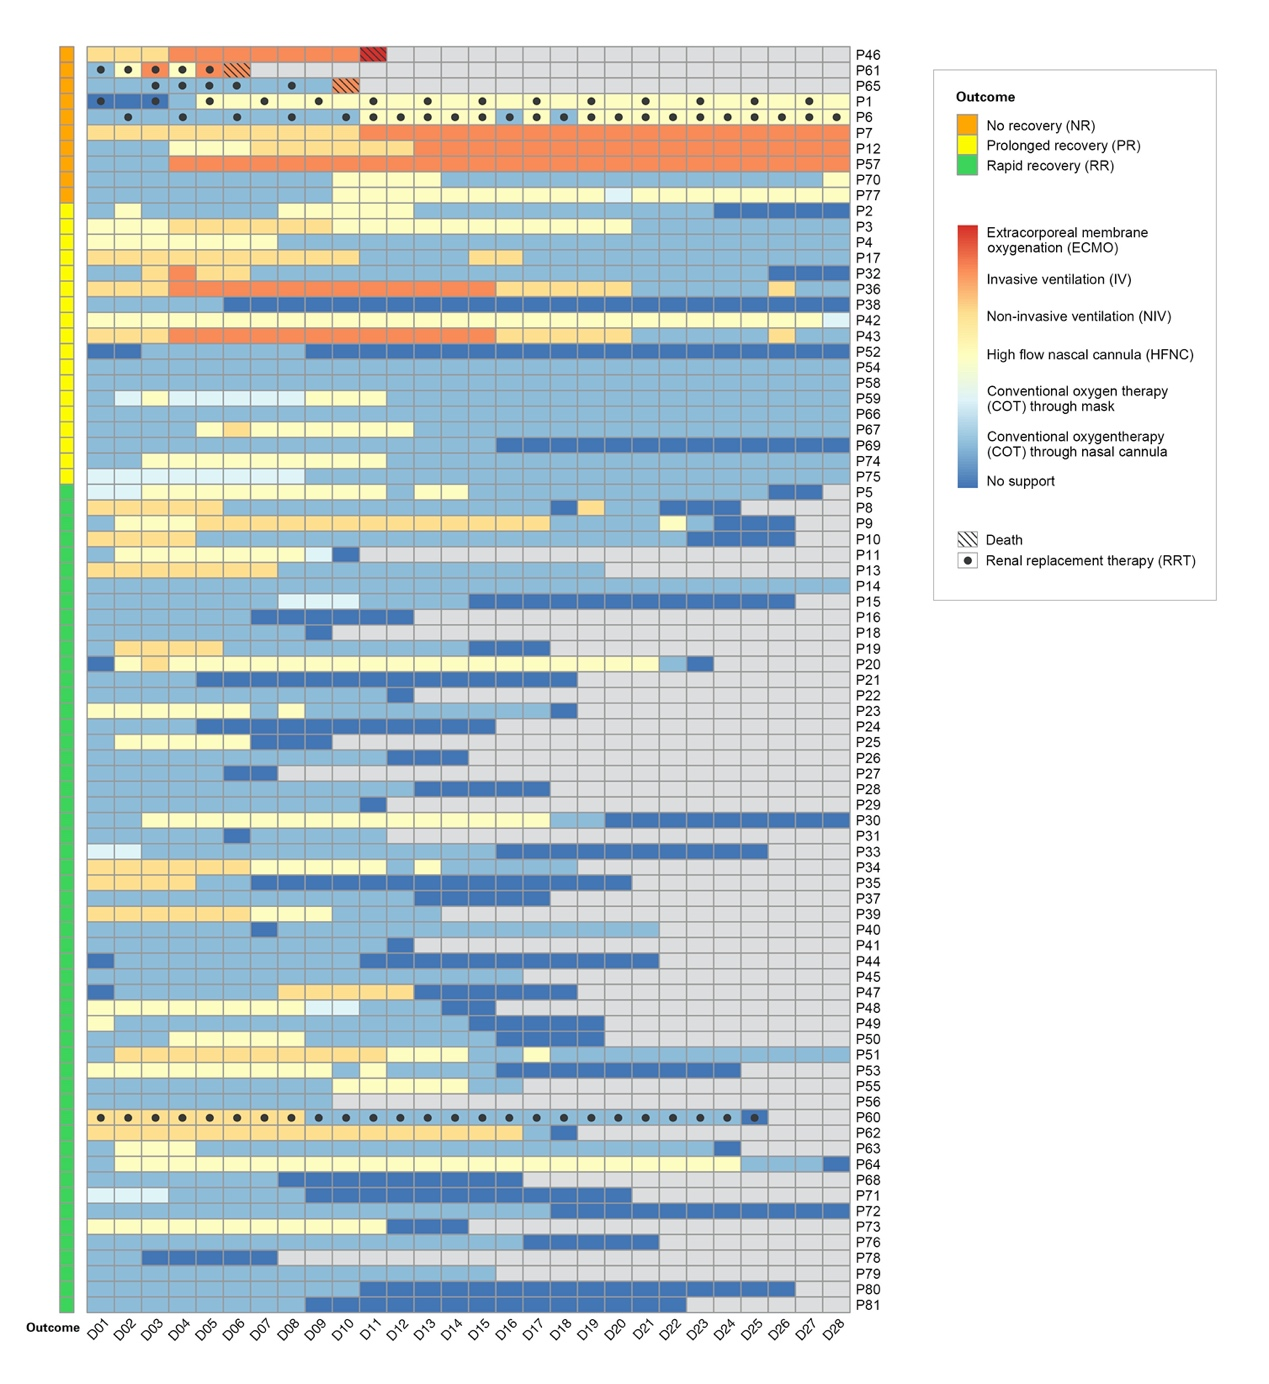 P46
P61
P65
P1
P6
P7
P12
P57
P70
P77
P2
P3
P4
P17
P32
P36
P38
P42
P43
P52
P54
P58
P59
P66
P67
P69
P74
P75
P5
P8
P9
P10
P11
P13
P14
P15
P16
P18
P19
P20
P21
P22
P23
P24
P25
P26
P27
P28
P29
P30
P31
P33
P34
P35
P37
P39
P40
P41
P44
P45
P47
P48
P49
P50
P51
P53
P55
P56
P60
P62
P63
P64
P68
P71
P72
P73
P76
P78
P79
P80
P81
Outcome
D01 D02 D03 D04 D05 D06 D07 D08 D09 D10 D11 D12 D13 D14 D15 D16 D17 D18 D19 D20 D21 D22 D23 D24 D25 D26 D27 D28
Outcome
No recovery (NR)
Prolonged recovery (PR)
Rapid recovery (RR)
Extracorporeal membrane
oxygenation (ECMO)
Invasive ventilation (IV)
Non-invasive ventilation (NIV)
High flow nascal cannula (HFNC)
Conventional oxygen therapy
(COT) through mask
Conventional oxygentherapy
(COT) through nasal cannula
No support
Death
Renal replacement therapy (RRT)